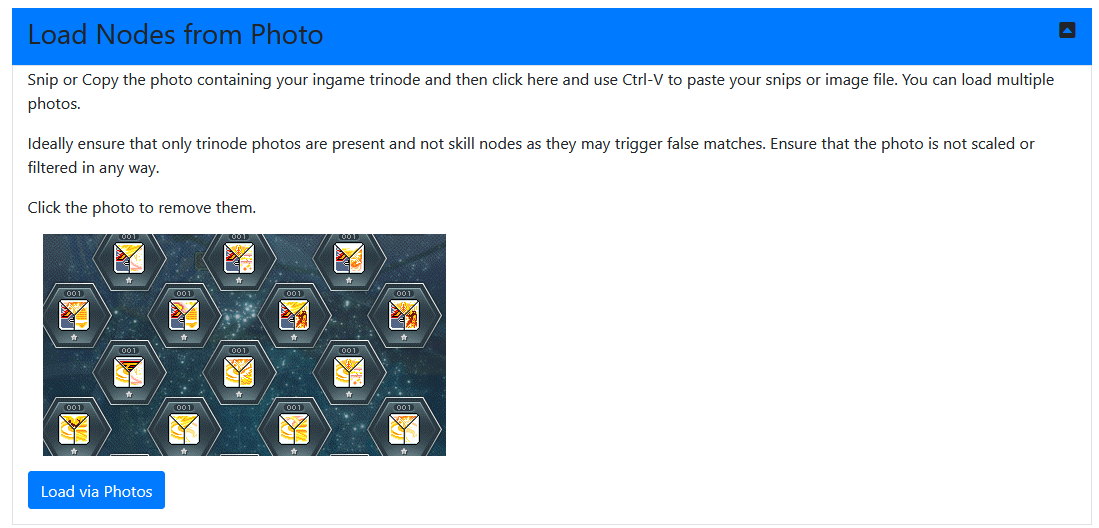 Load Nodes from Photo
Snip or Copy the photo containing your ingame trinode and then click here and use Ctrl-V to paste your snips or image file. You can load multiple
photos.
Ideally ensure that only trinode photos are present and not skill nodes as they may trigger false matches. Ensure that the photo is not scaled or
filtered in any way.
Click the photo to remove them.
001 001 001
001 001 001 001
001 001 001
001 001 001 001
Load via Photos